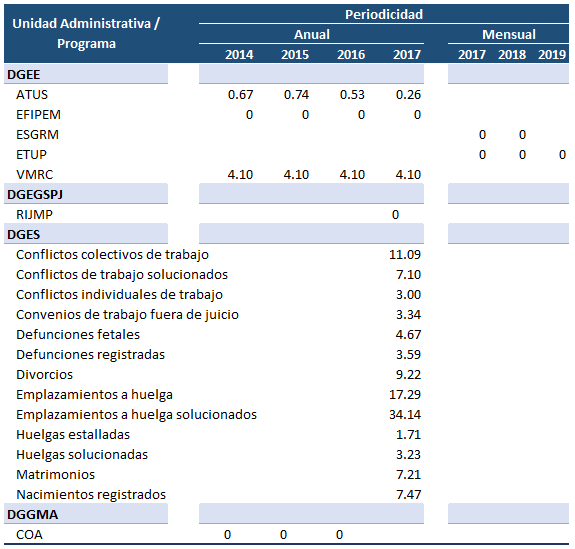 Unidad Administrativa / Programa Periodicidad
Anual Mensual
2014 2015 2016 2017 2017 2018 2019
DGEE
ATUS 0.67 0.74 0.53 0.26
EFIPEM 0 0 0 0
ESGRM 0 0
ETUP 0 0 0
VMRC 4.10 4.10 4.10 4.10
DGEGSPJ
RIJMP 0
DGES
Conflictos colectivos de trabajo 11.09
Conflictos de trabajo solucionados 7.10
Conflictos individuales de trabajo 3.00
Convenios de trabajo fuera de juicio 3.34
Defunciones fetales 4.67
Defunciones registradas 3.59
Divorcios 9.22
Emplazamientos a huelga 17.29
Emplazamientos a huelga solucionados 34.14
Huelgas estalladas 1.71
Huelgas solucionadas 3.23
Matrimonios 7.21
Nacimientos registrados 7.47
DGGMA
COA 0 0 0